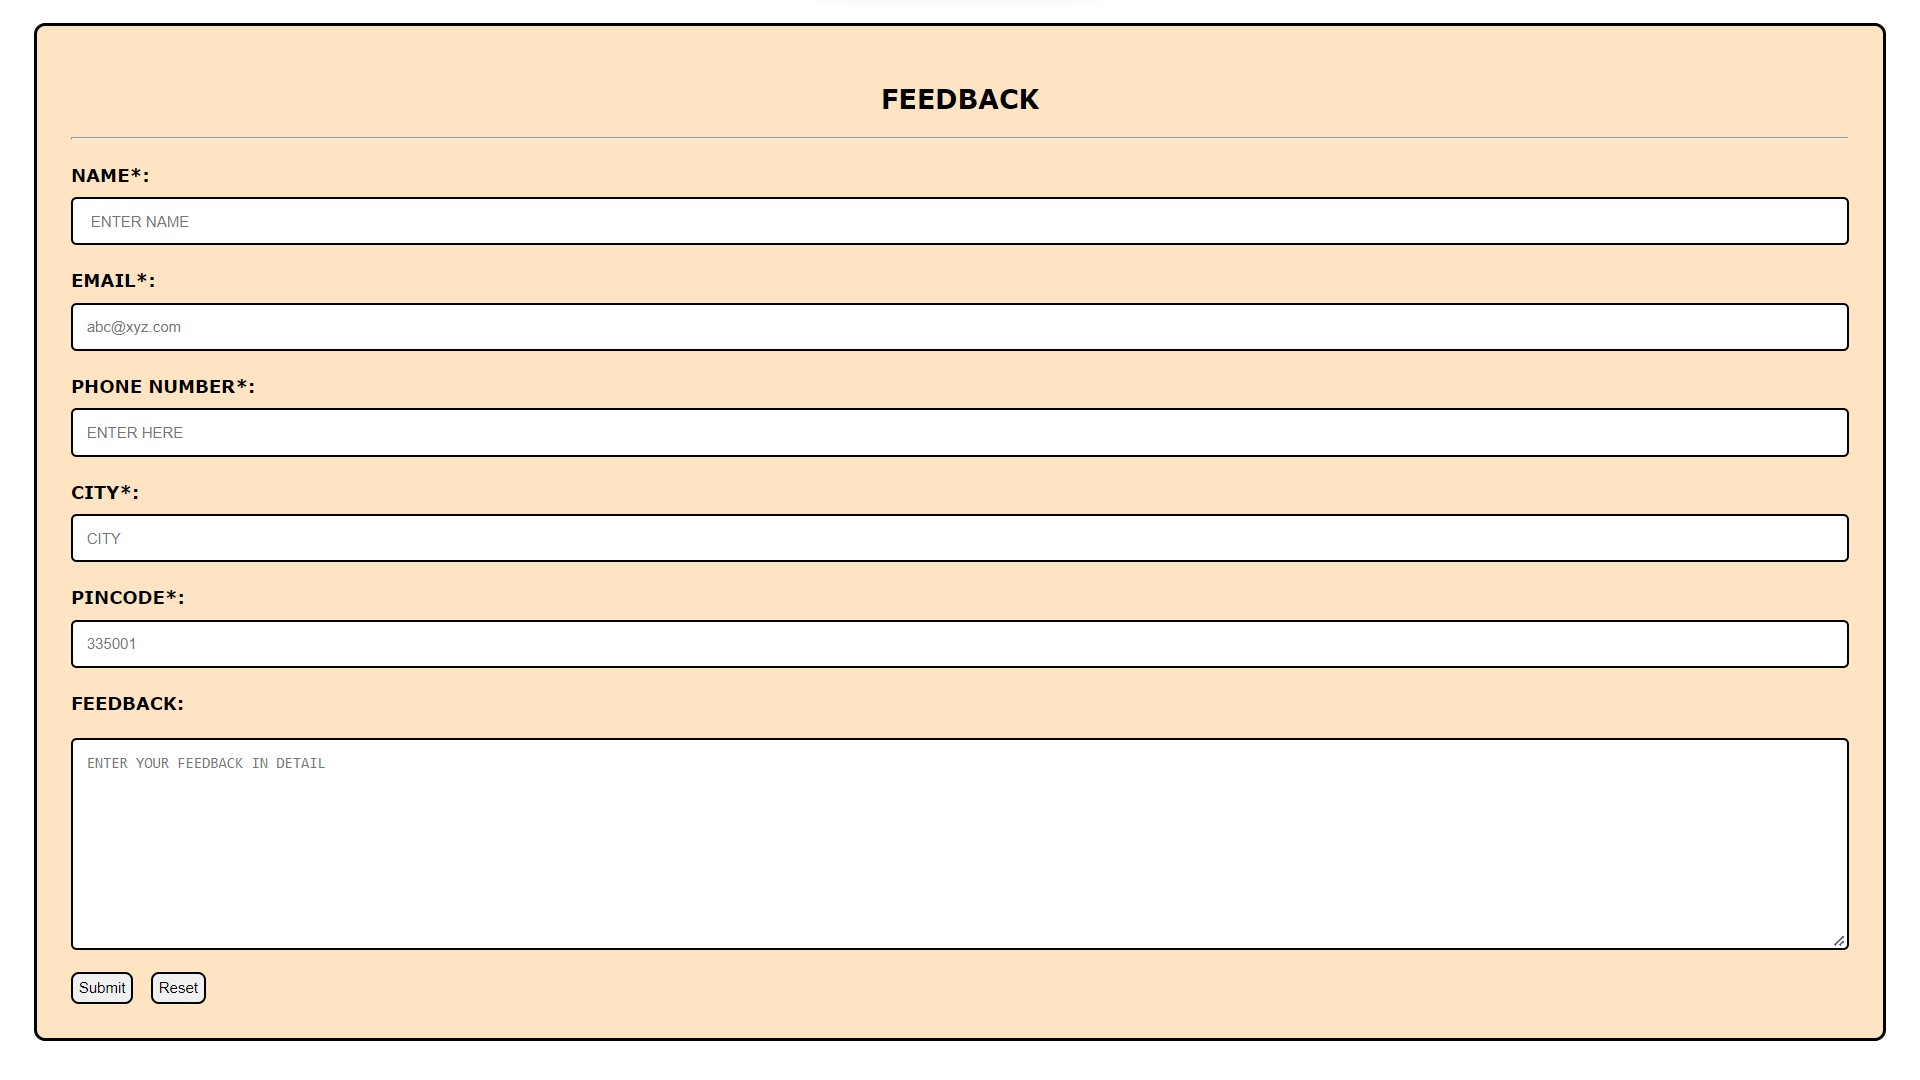 FEEDBACK
NAME*:
ENTER NAME
EMAIL*:
abc@xyz.com
PHONE NUMBER*:
ENTER HERE
CITY*:
CITY
PINCODE*:
335001
FEEDBACK:
ENTER YOUR FEEDBACK IN DETAIL
Submit Reset